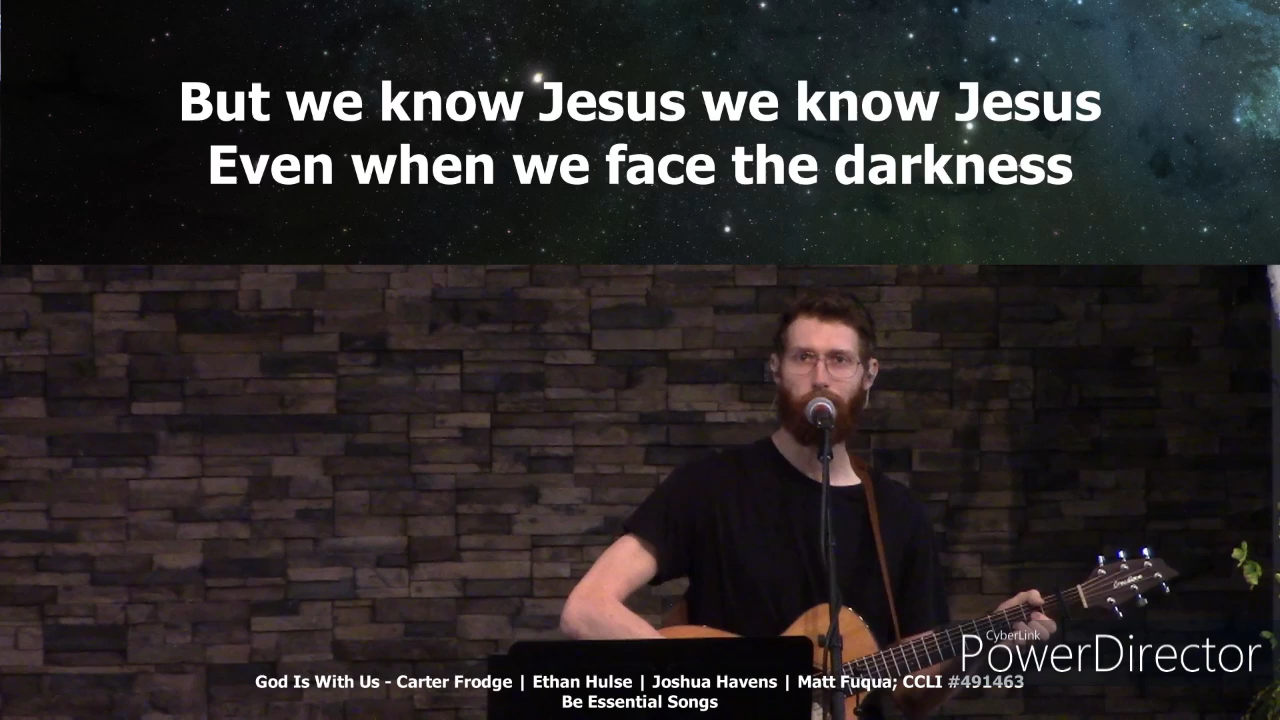 But we know Jesus we know Jesus
Even when we face the darkness
CyberLink
PowerDirector
God Is With Us - Carter Frodge | Ethan Hulse | Joshua Havens | Matt Fuqua; CCLI #491463
Be Essential Songs